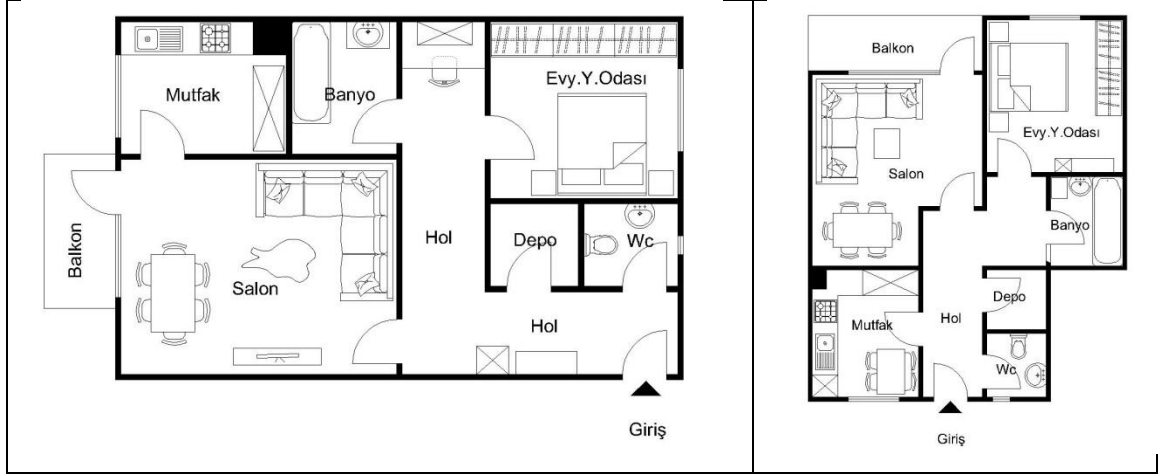 Mutfak
Banyo
Evy.Y.Odası
Balkon
Salon
Hol
Depo
Wc
Hol
Giriş
Balkon
Evy.Y.Odası
Salon
Banyo
Depo
Mutfak
Hol
Wc
Giriş